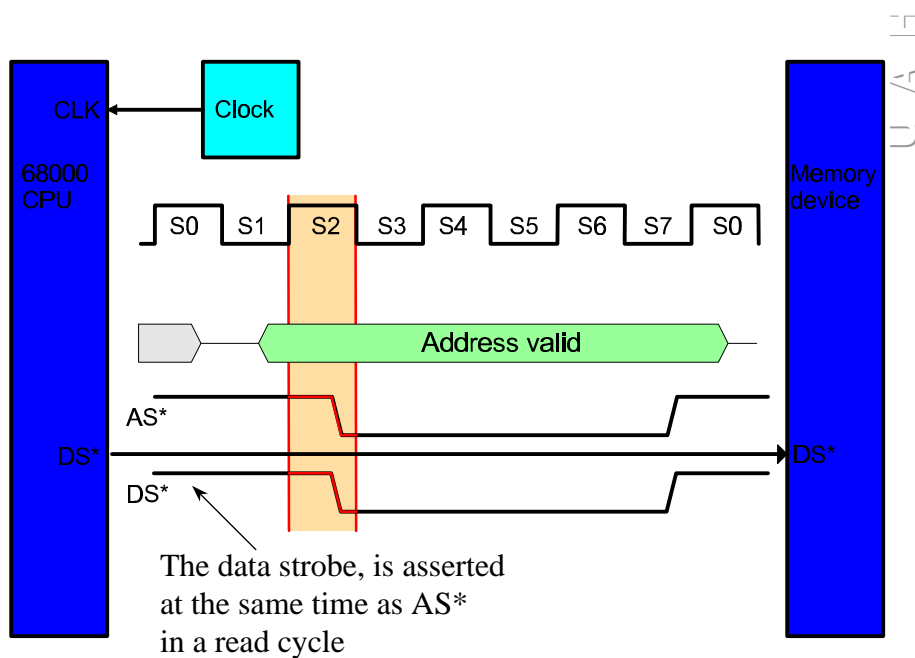 U A H
CLK
Clock
68000
CPU
Memory
device
S0 S1 S2 S3 S4 S5 S6 S7 S0
Address valid
AS*
DS*
DS*
DS*
The data strobe, is asserted
at the same time as AS*
in a read cycle